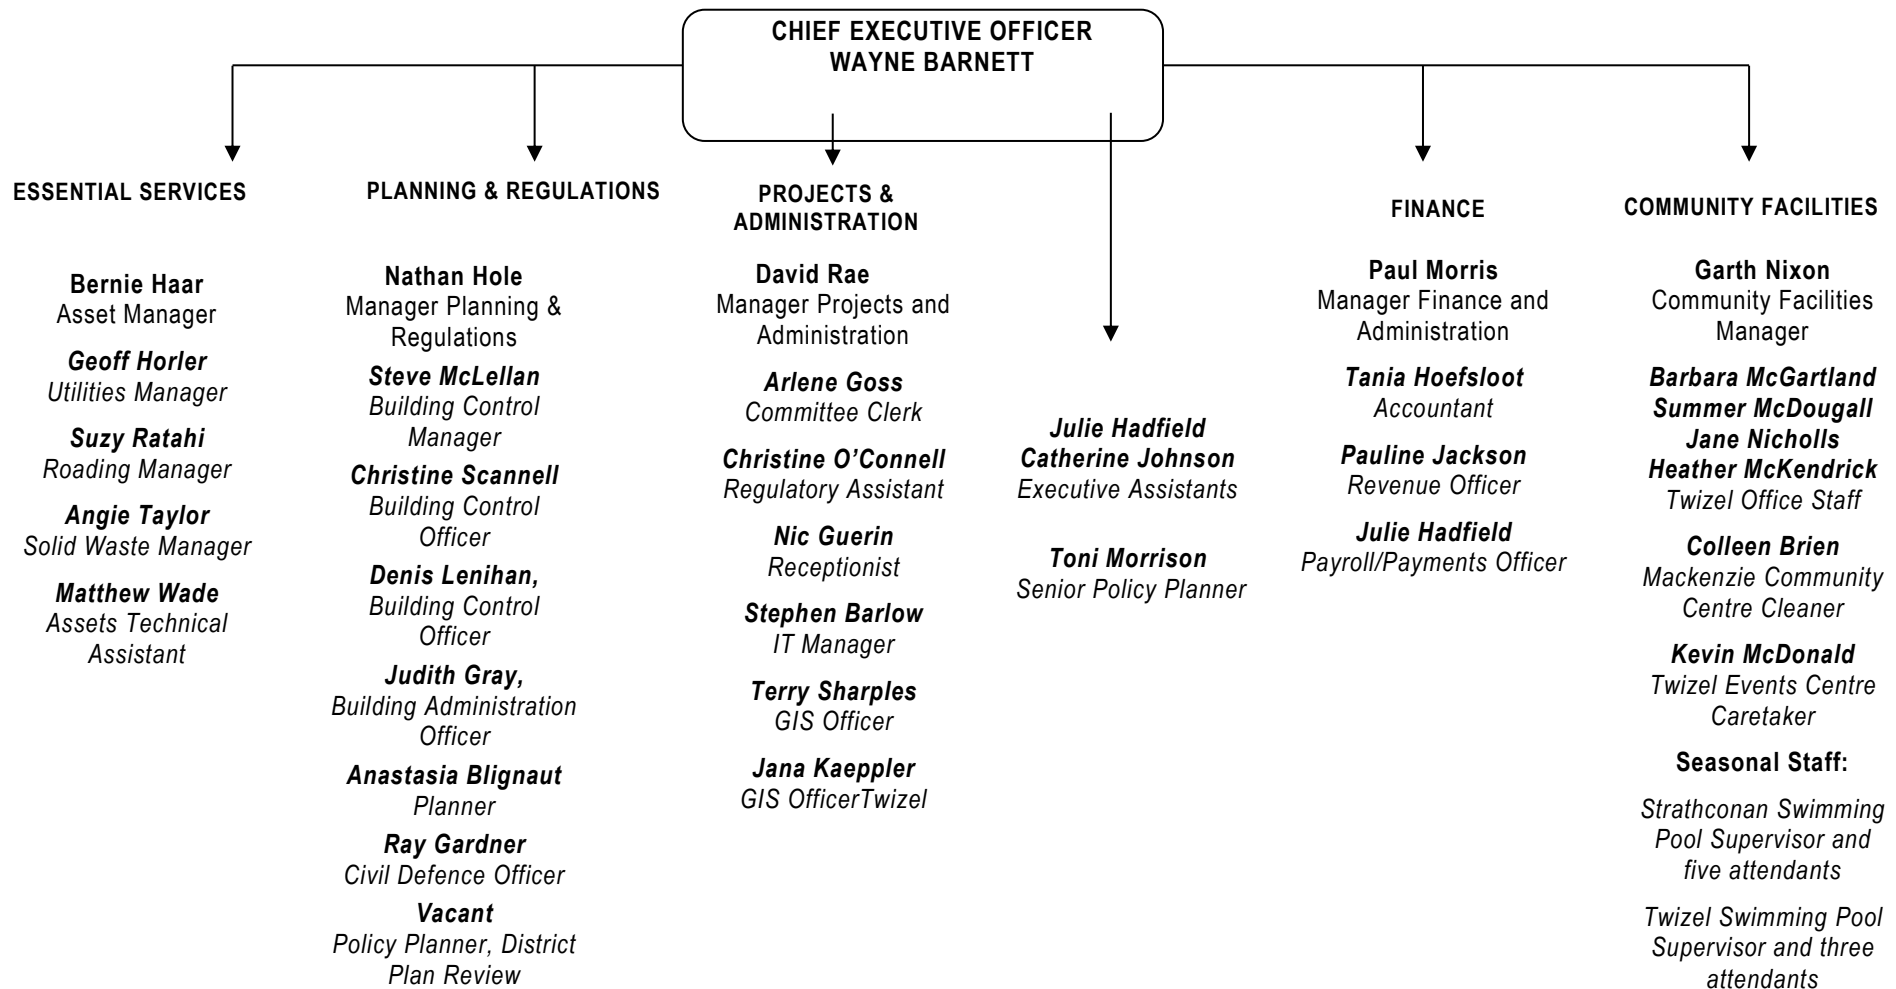 CHIEF EXECUTIVE OFFICER
WAYNE BARNETT
ESSENTIAL SERVICES
Bernie Haar
Asset Manager
Geoff Horler
Utilities Manager
Suzy Ratahi
Roading Manager
Angie Taylor
Solid Waste Manager
Matthew Wade
Assets Technical
Assistant
PLANNING & REGULATIONS
Nathan Hole
Manager Planning &
Regulations
Steve McLellan
Building Control
Manager
Christine Scannell
Building Control
Officer
Denis Lenihan,
Building Control
Officer
Judith Gray,
Building Administration
Officer
Anastasia Blignaut
Planner
Ray Gardner
Civil Defence Officer
Vacant
Policy Planner, District
Plan Review
PROJECTS &
ADMINISTRATION
David Rae
Manager Projects and
Administration
Arlene Goss
Committee Clerk
Christine O’Connell
Regulatory Assistant
Nic Guerin
Receptionist
Stephen Barlow
IT Manager
Terry Sharples
GIS Officer
Jana Kaeppler
GIS OfficerTwizel
Julie Hadfield
Catherine Johnson
Executive Assistants
Toni Morrison
Senior Policy Planner
FINANCE
Paul Morris
Manager Finance and
Administration
Tania Hoefsloot
Accountant
Pauline Jackson
Revenue Officer
Julie Hadfield
Payroll/Payments Officer
COMMUNITY FACILITIES
Garth Nixon
Community Facilities
Manager
Barbara McGartland
Summer McDougall
Jane Nicholls
Heather McKendrick
Twizel Office Staff
Colleen Brien
Mackenzie Community
Centre Cleaner
Kevin McDonald
Twizel Events Centre
Caretaker
Seasonal Staff:
Strathconan Swimming
Pool Supervisor and
five attendants
Twizel Swimming Pool
Supervisor and three
attendants